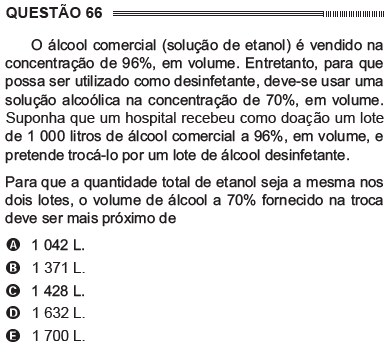 QUESTÃO 66
O álcool comercial (solução de etanol) é vendido na
concentração de 96%, em volume. Entretanto, para que
possa ser utilizado como desinfetante, deve-se usar uma
solução alcoólica na concentração de 70%, em volume.
Suponha que um hospital recebeu como doação um lote
de 1 000 litros de álcool comercial a 96%, em volume, e
pretende trocá-lo por um lote de álcool desinfetante.
Para que a quantidade total de etanol seja a mesma nos
dois lotes, o volume de álcool a 70% fornecido na troca
deve ser mais próximo de
A 1 042 L.
B 1 371 L.
C 1 428 L.
D 1 632 L.
E 1 700 L.